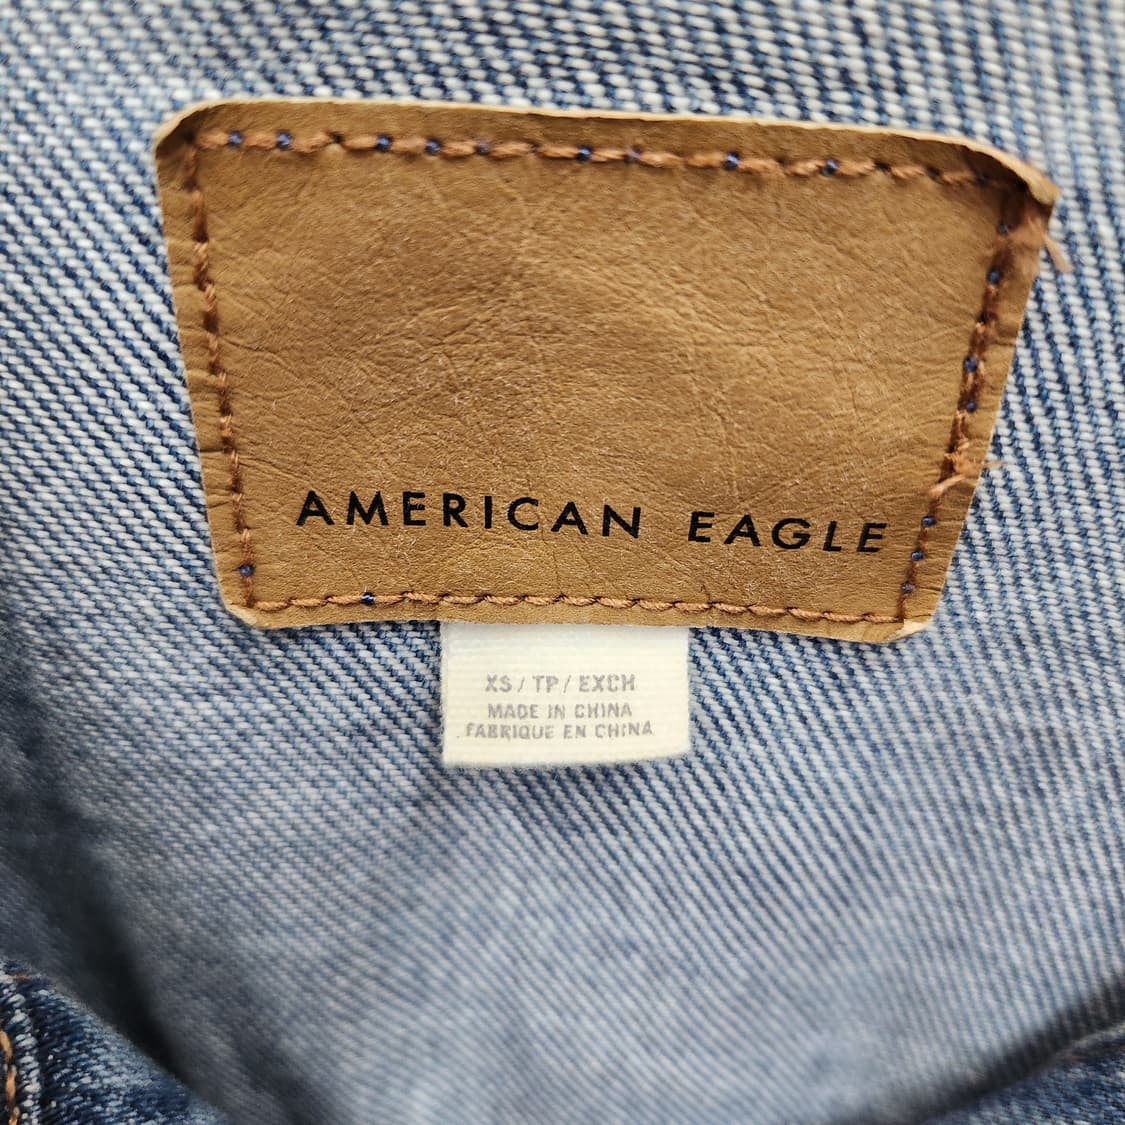 AMERICAN EAGLE
XS / TP / EXCH
MADE IN CHINA
FABRIQUE EN CHINA